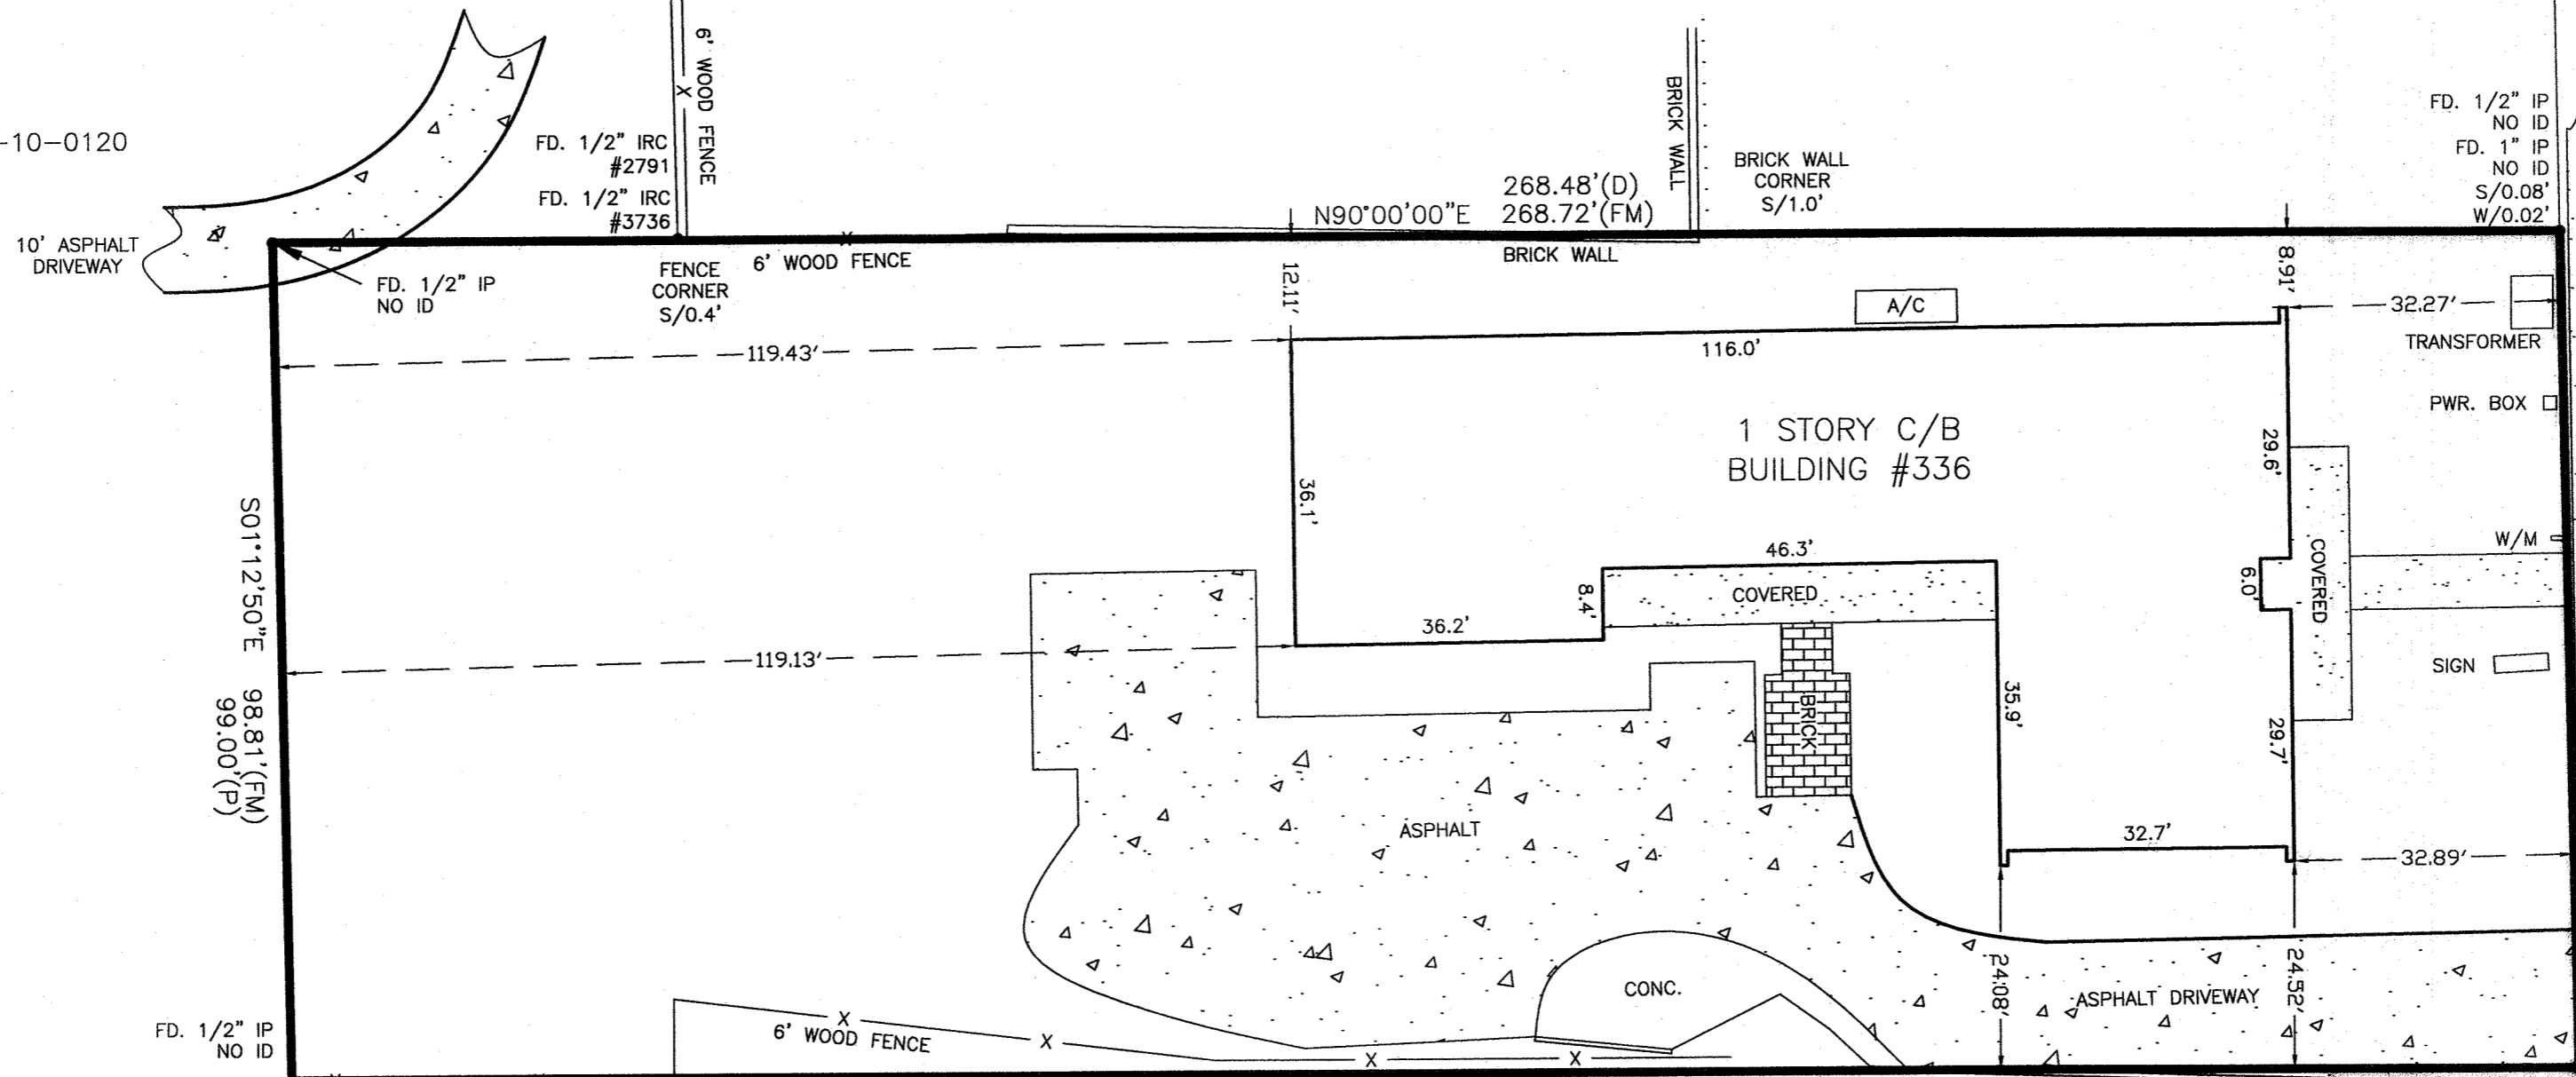 -10-0120
10' ASPHALT
DRIVEWAY
6' WOOD FENCE
X
FD. 1/2" IRC
#2791
FD. 1/2" IRC
#3736
FD. 1/2" IP
NO ID
FENCE
CORNER
S/0.4'
X
6' WOOD FENCE
268.48'(D)
N90°00'00"E 268.72'(FM)
BRICK WALL
BRICK WALL
BRICK WALL
CORNER
S/1.0'
FD. 1/2" IP
NO ID
FD. 1" IP
NO ID
S/0.08'
W/0.02'
12.11'
8.91'
A/C
32.27'
TRANSFORMER
119.43'
116.0'
PWR. BOX
1 STORY C/B
BUILDING #336
29.6'
36.1'
S01°12'50"E 98.81'(FM)
99.00'(P)
46.3'
8.4'
COVERED
6.0'
COVERED
W/M
36.2'
119.13'
SIGN
BRICK
35.9'
29.7'
ASPHALT
32.7'
32.89'
24.08'
24.52'
CONC.
ASPHALT DRIVEWAY
FD. 1/2" IP
NO ID
X
6' WOOD FENCE
X
X
X